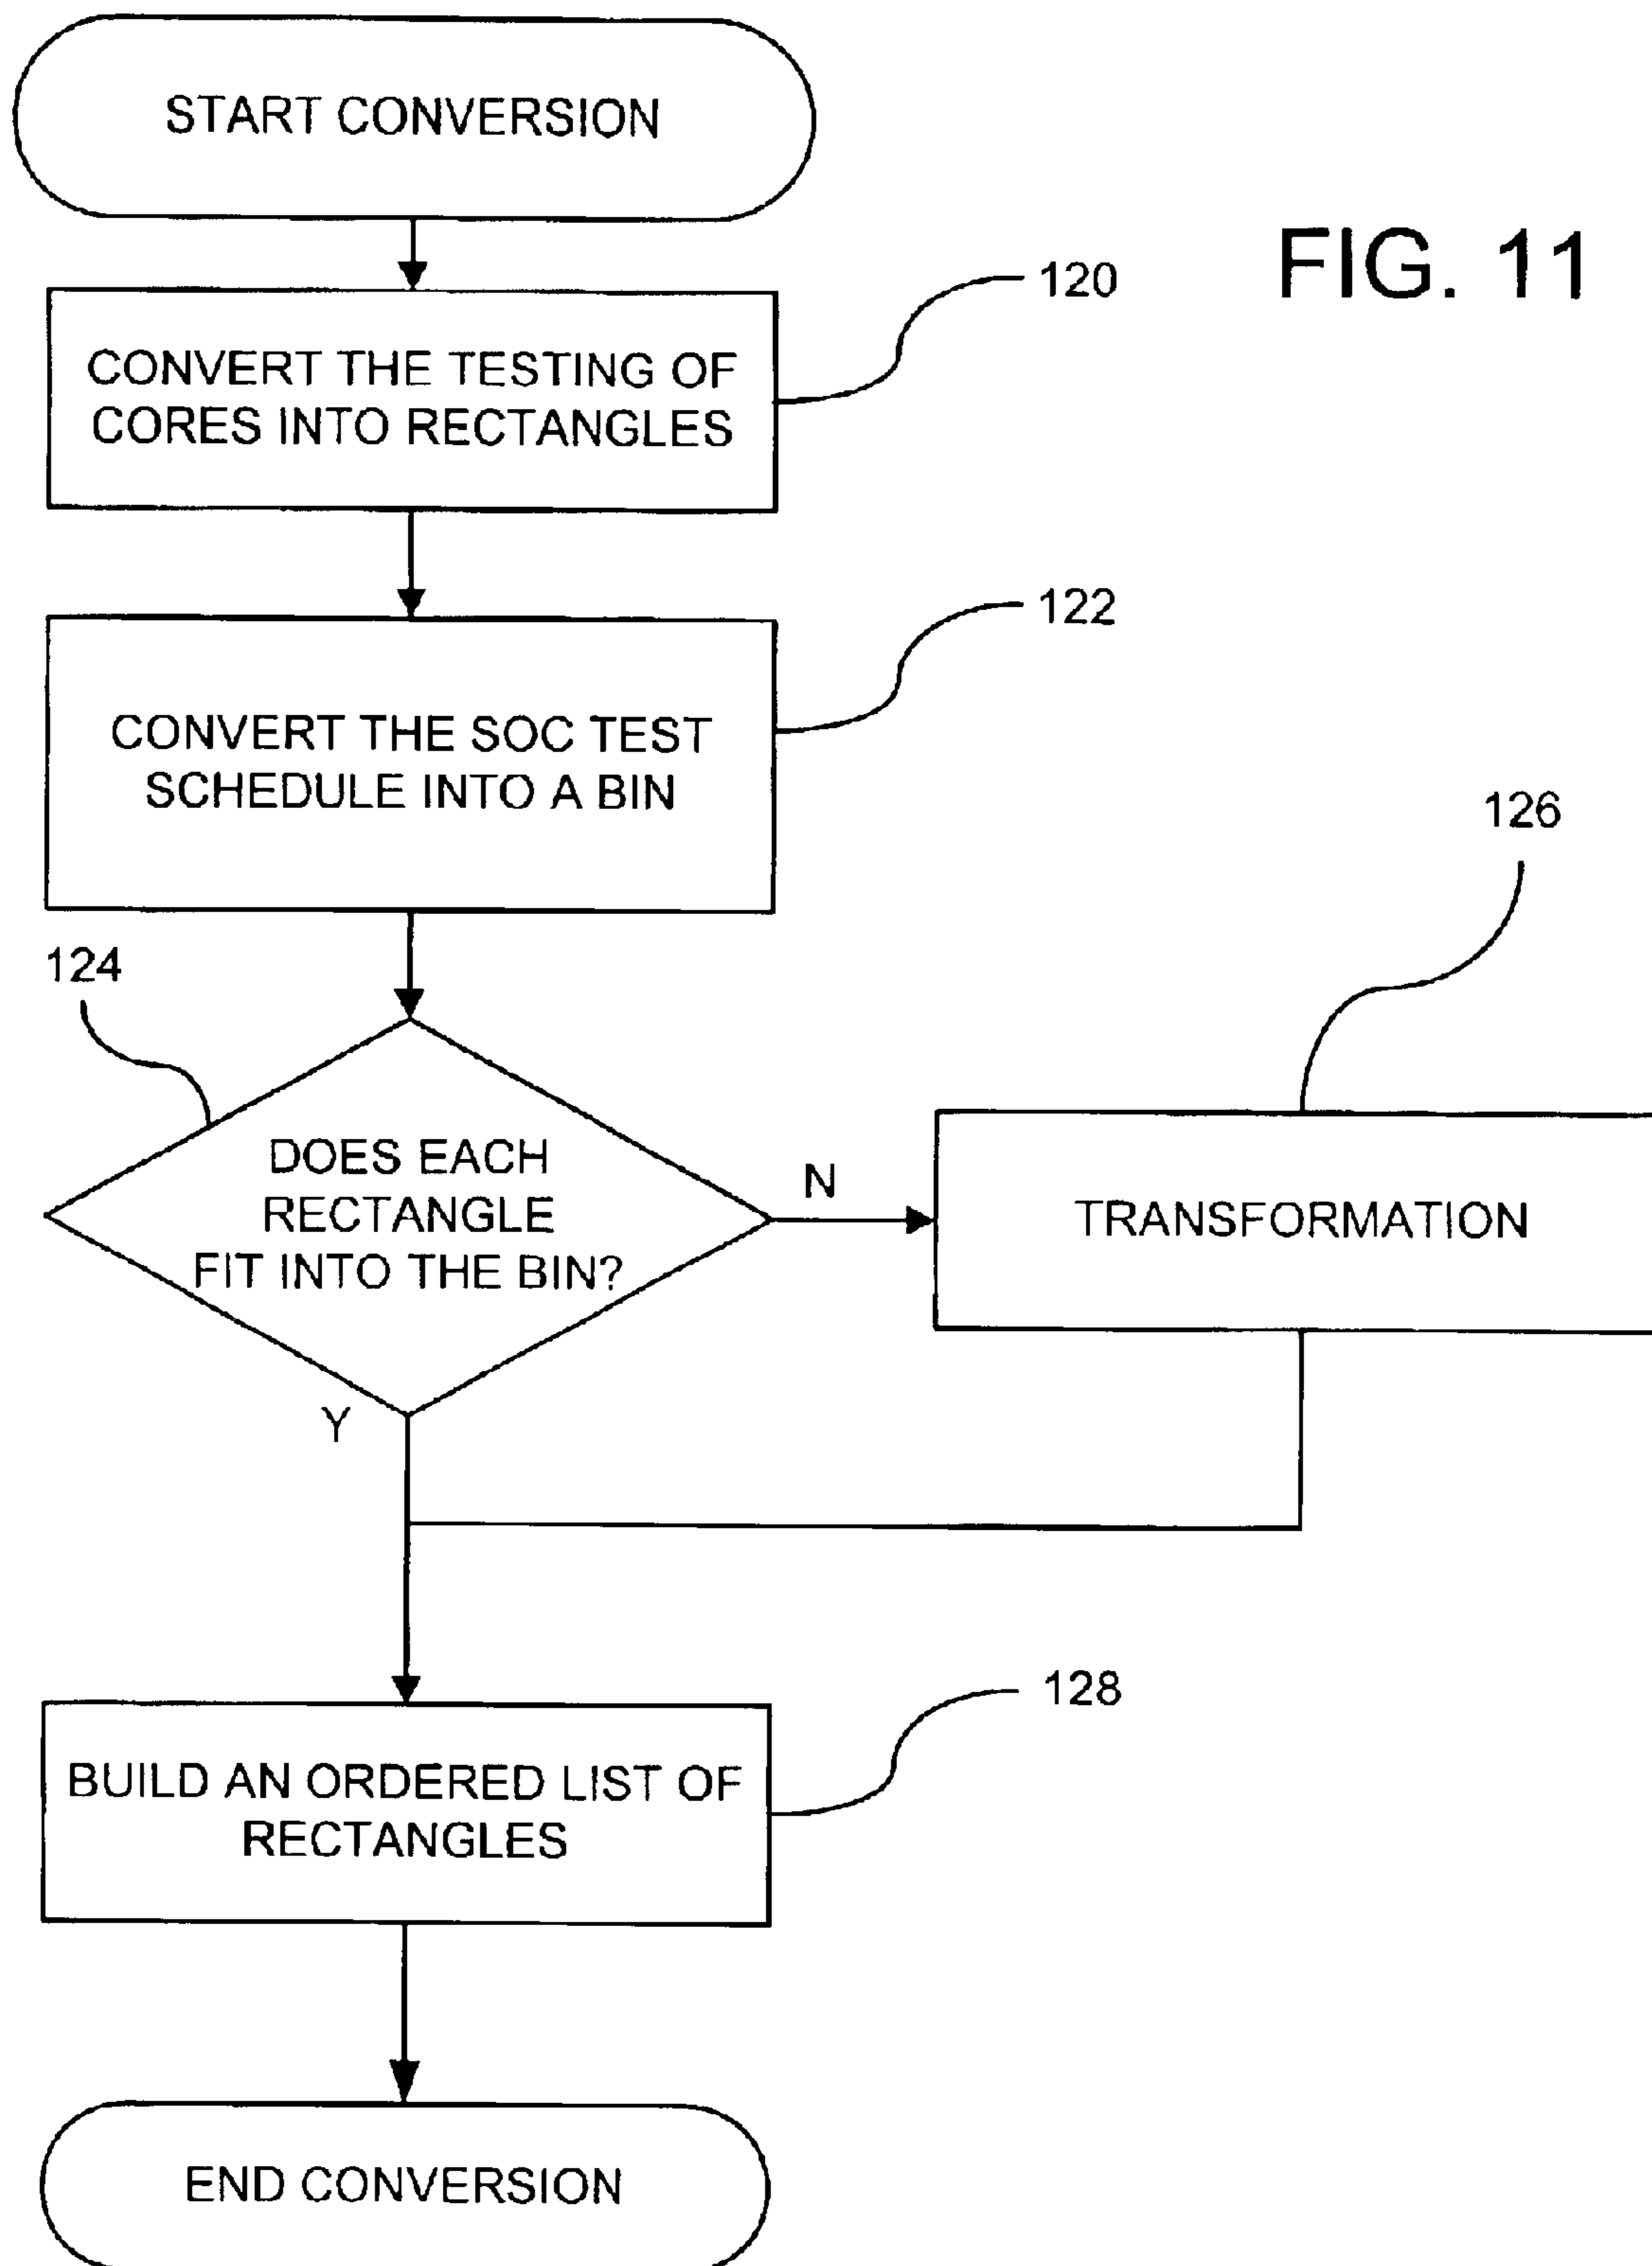 START CONVERSION
FIG. 11
120
CONVERT THE TESTING OF
CORES INTO RECTANGLES
122
CONVERT THE SOC TEST
SCHEDULE INTO A BIN
126
124
DOES EACH
RECTANGLE
FIT INTO THE BIN?
N
TRANSFORMATION
Y
128
BUILD AN ORDERED LIST OF
RECTANGLES
END CONVERSION